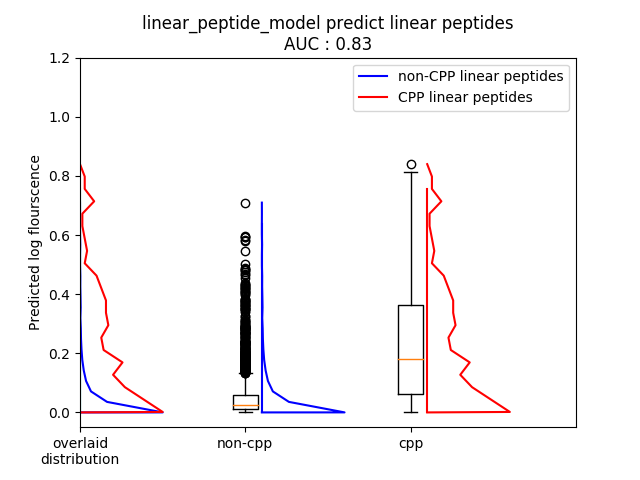 linear_peptide_model predict linear peptides
AUC : 0.83
non-CPP linear peptides
CPP linear peptides
Predicted log flourscence
1.2
1.0
0.8
0.6
0.4
0.2
0.0
overlaid
distribution
non-cpp
cpp